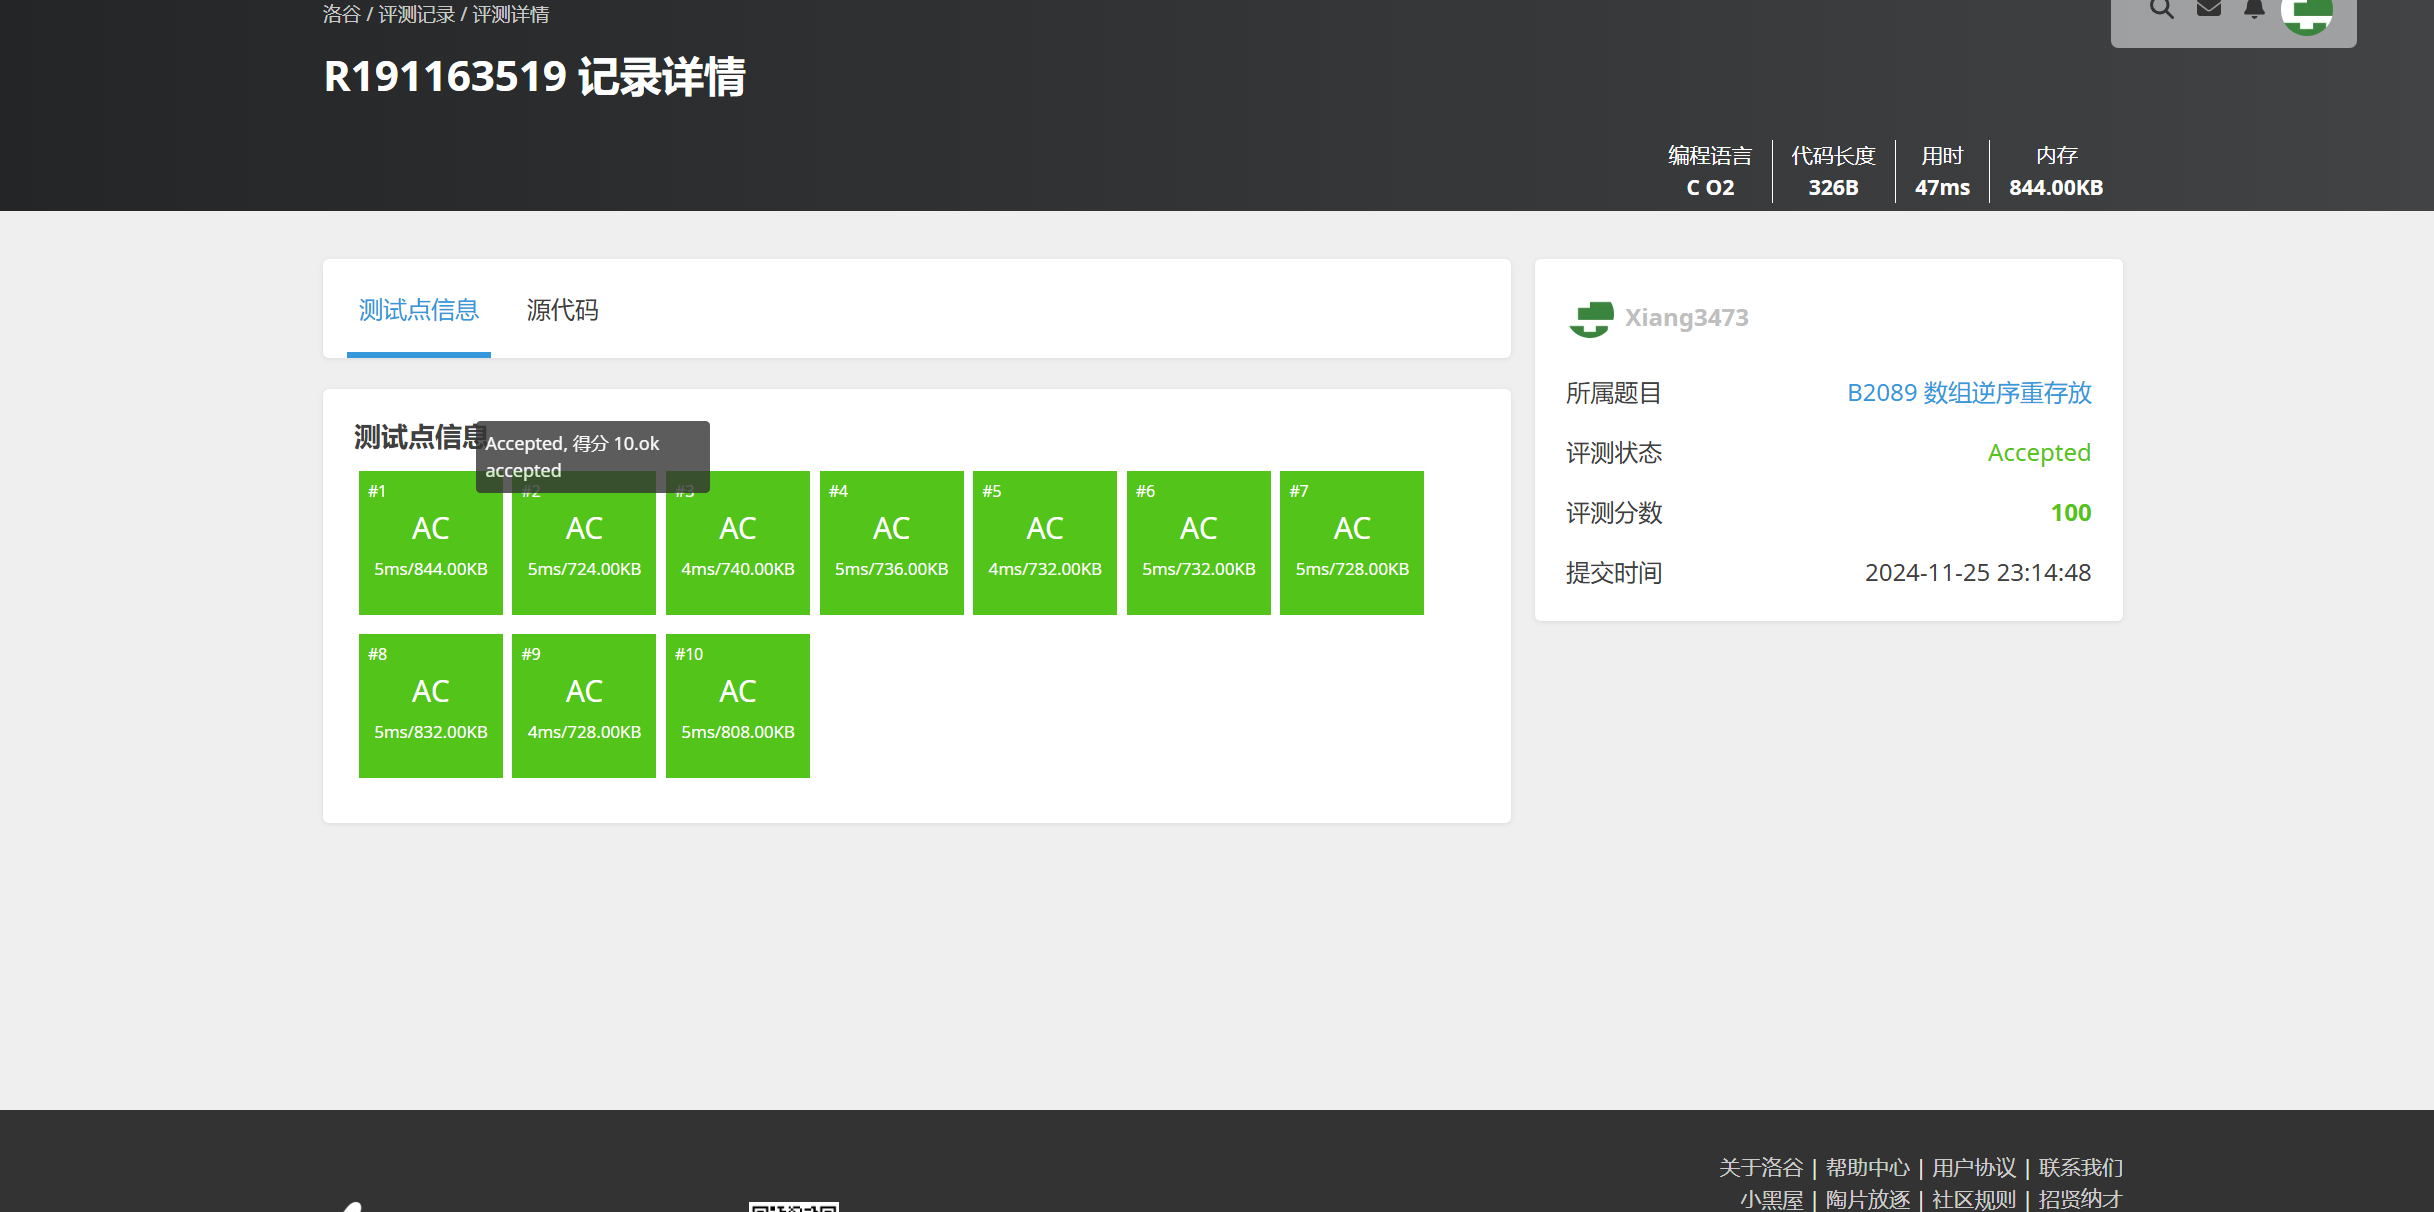 洛谷 / 评测记录 / 评测详情
R191163519 记录详情
编程语言 代码长度 用时 内存
C O2 326B 47ms 844.00KB
测试点信息 源代码
测试点信息
Accepted, 得分 10.ok
accepted
#1 #2 #3 #4 #5 #6 #7
AC AC AC AC AC AC AC
5ms/844.00KB 5ms/724.00KB 4ms/740.00KB 5ms/736.00KB 4ms/732.00KB 5ms/732.00KB 5ms/728.00KB
#8 #9 #10
AC AC AC
5ms/832.00KB 4ms/728.00KB 5ms/808.00KB
Xiang3473
所属题目 B2089 数组逆序重存放
评测状态 Accepted
评测分数 100
提交时间 2024-11-25 23:14:48
关于洛谷 | 帮助中心 | 用户协议 | 联系我们
小黑屋 | 陶片放逐 | 社区规则 | 招贤纳才